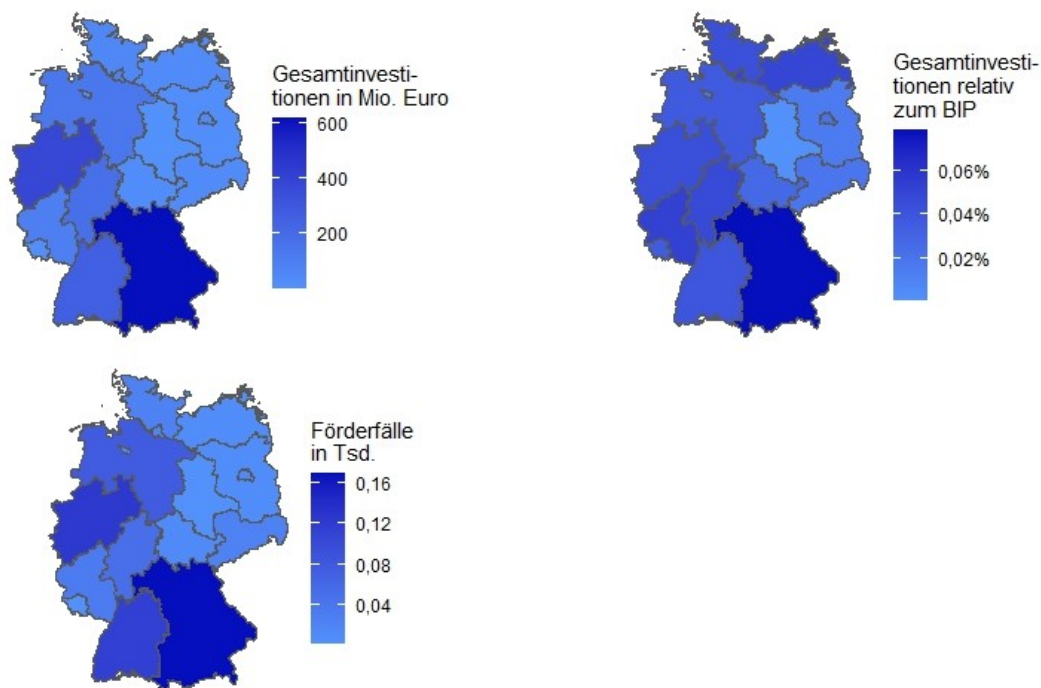 Gesamtinvesti-
tionen in Mio. Euro
600
400
200
Gesamtinvesti-
tionen relativ
zum BIP
0,06%
0,04%
0,02%
Förderfälle
in Tsd.
0,16
0,12
0,08
0,04